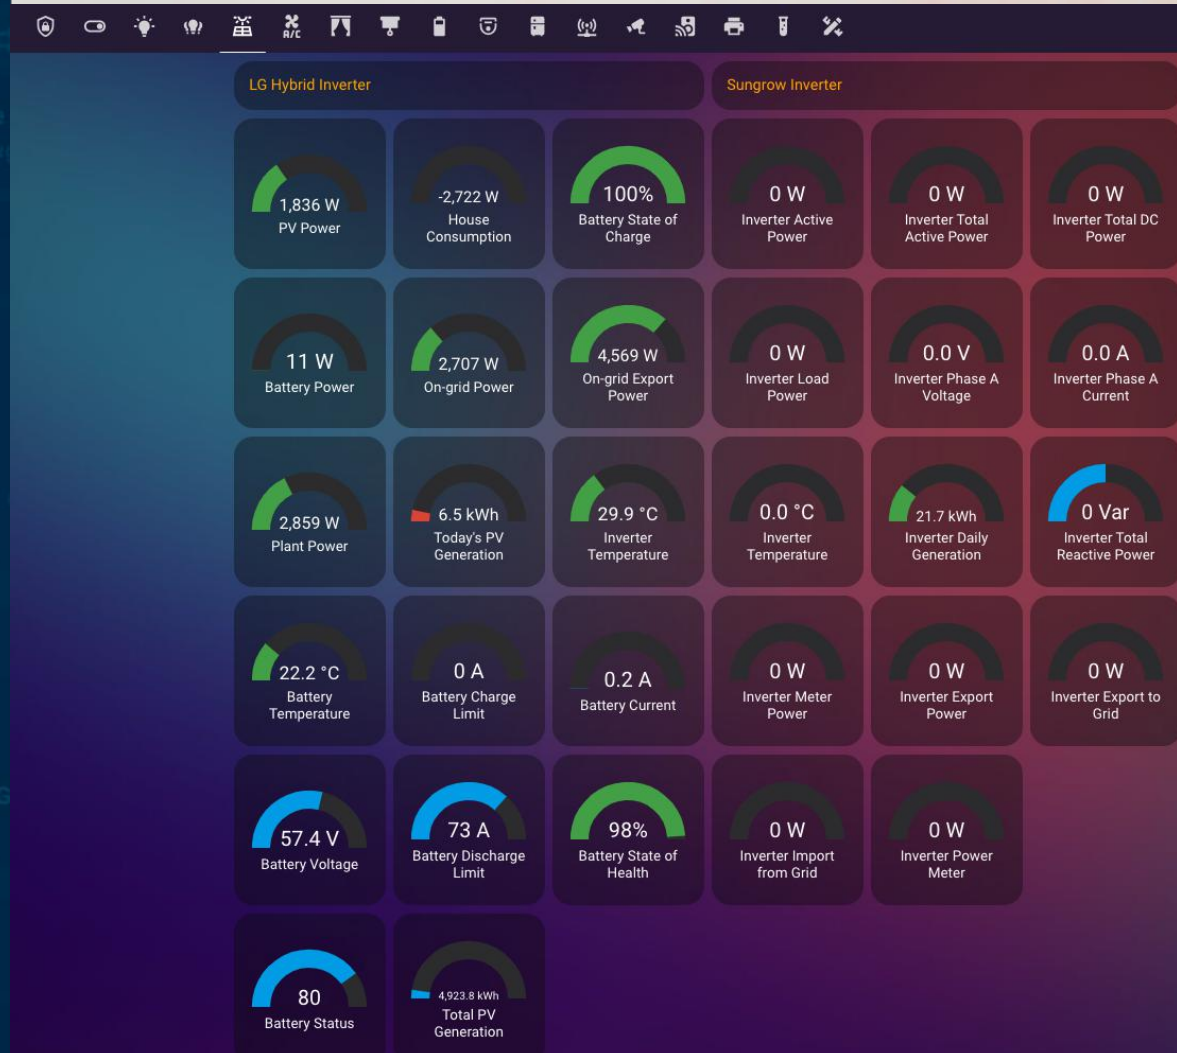 A/C
LG Hybrid Inverter
Sungrow Inverter
1,836 W
PV Power
-2,722 W
House
Consumption
100%
Battery State of
Charge
0 W
Inverter Active
Power
0 W
Inverter Total
Active Power
0 W
Inverter Total DC
Power
11 W
Battery Power
2,707 W
On-grid Power
4,569 W
On-grid Export
Power
0 W
Inverter Load
Power
0.0 V
Inverter Phase A
Voltage
0.0 A
Inverter Phase A
Current
2,859 W
Plant Power
6.5 kWh
Today's PV
Generation
29.9 °C
Inverter
Temperature
0.0 °C
Inverter
Temperature
21.7 kWh
Inverter Daily
Generation
0 Var
Inverter Total
Reactive Power
22.2 °C
Battery
Temperature
0 A
Battery Charge
Limit
0.2 A
Battery Current
0 W
Inverter Meter
Power
0 W
Inverter Export
Power
0 W
Inverter Export to
Grid
57.4 V
Battery Voltage
73 A
Battery Discharge
Limit
98%
Battery State of
Health
0 W
Inverter Import
from Grid
0 W
Inverter Power
Meter
80
Battery Status
4,923.8 kWh
Total PV
Generation